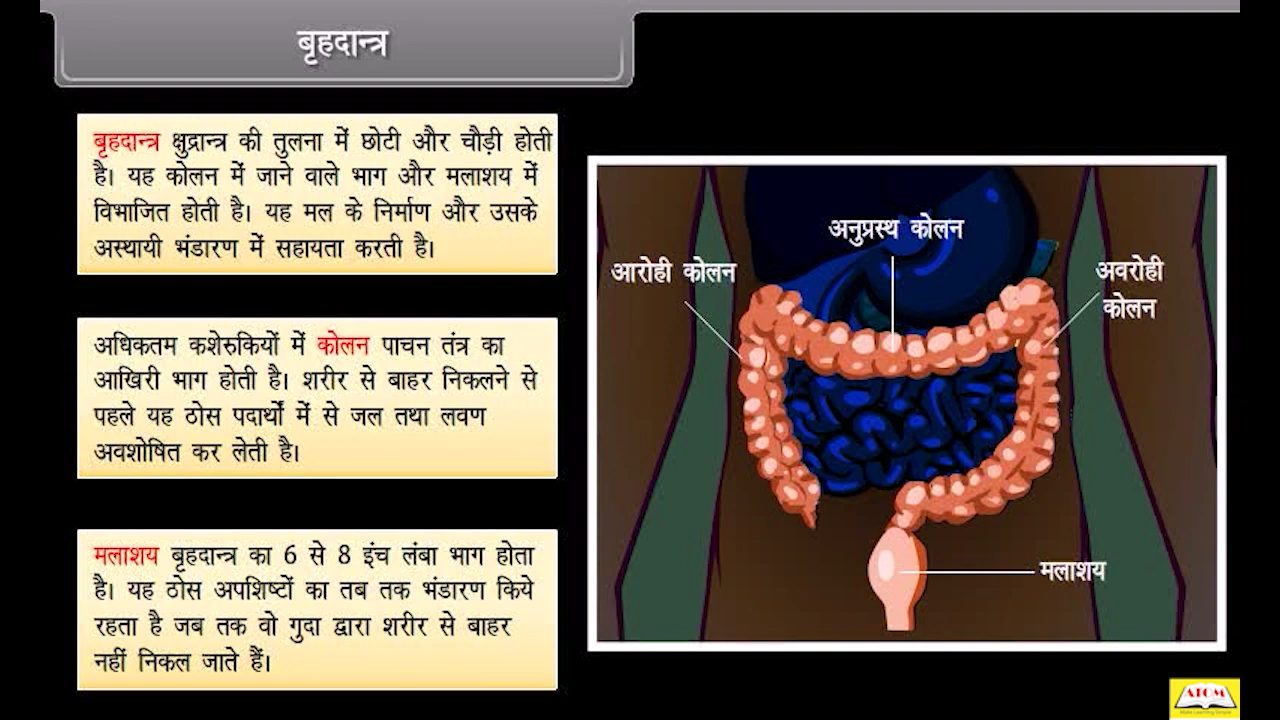 बृहदान्त्र
बृहदान्त्र क्षुद्रान्त्र की तुलना में छोटी और चौड़ी होती
है। यह कोलन में जाने वाले भाग और मलाशय में
विभाजित होती है। यह मल के निर्माण और उसके
अस्थायी भंडारण में सहायता करती है।
अधिकतम कशेरुकियों में कोलन पाचन तंत्र का
आखिरी भाग होती है। शरीर से बाहर निकलने से
पहले यह ठोस पदार्थों में से जल तथा लवण
अवशोषित कर लेती है।
मलाशय बृहदान्त्र का 6 से 8 इंच लंबा भाग होता
है। यह ठोस अपशिष्टों का तब तक भंडारण किये
रहता है जब तक वो गुदा द्वारा शरीर से बाहर
नहीं निकल जाते हैं।
अनुप्रस्थ कोलन
आरोही कोलन
अवरोही
कोलन
मलाशय
ATOM